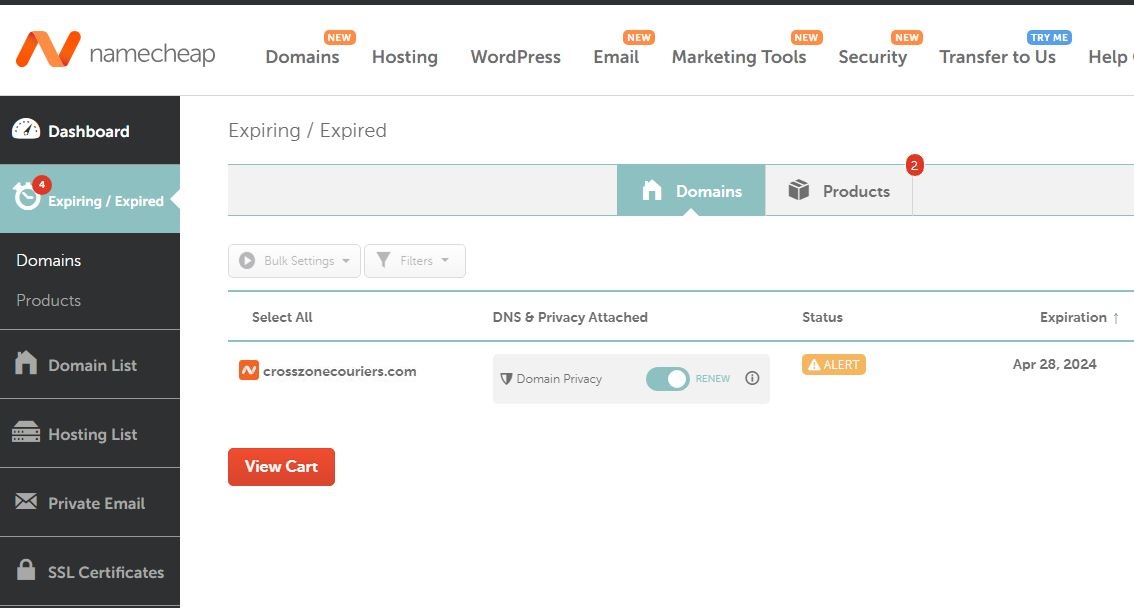 NEW NEW NEW NEW TRY ME
namecheap Domains Hosting WordPress Email Marketing Tools Security Transfer to Us Help
Dashboard
Expiring / Expired
4
Expiring / Expired
2
Domains Products
Domains
Products
Bulk Settings Filters
Select All DNS & Privacy Attached Status Expiration ↑
crosszonecouriers.com Domain Privacy RENEW ALERT Apr 28, 2024
Domain List
Hosting List
View Cart
Private Email
SSL Certificates